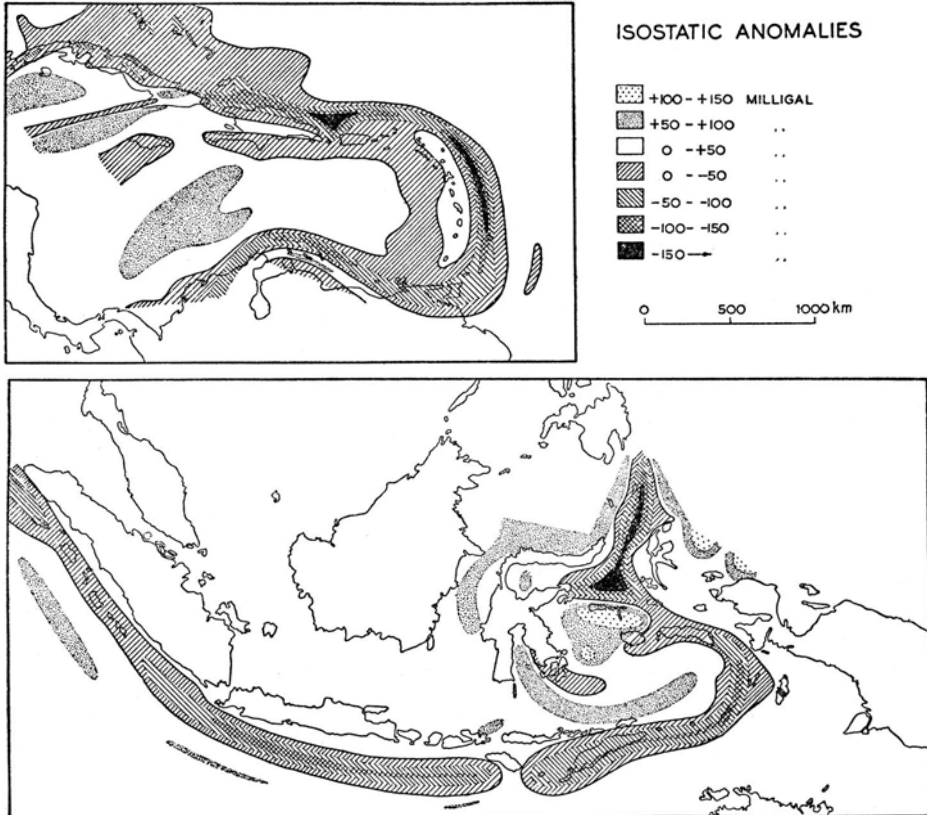 ISOSTATIC ANOMALIES
+100 - +150 MILLIGAL
+50 - +100 ,,
0 - +50 ,,
0 - -50 ,,
-50 - -100 ,,
-100 - -150 ,,
-150 → ,,
0 500 1000 km